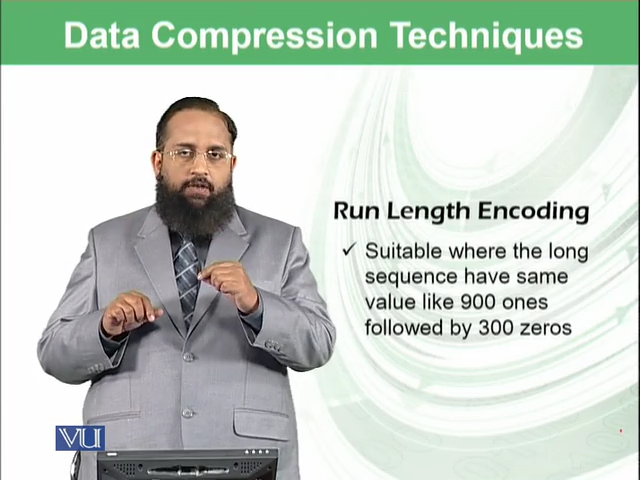 Data Compression Techniques
Run Length Encoding
✓ Suitable where the long
sequence have same
value like 900 ones
followed by 300 zeros
VU